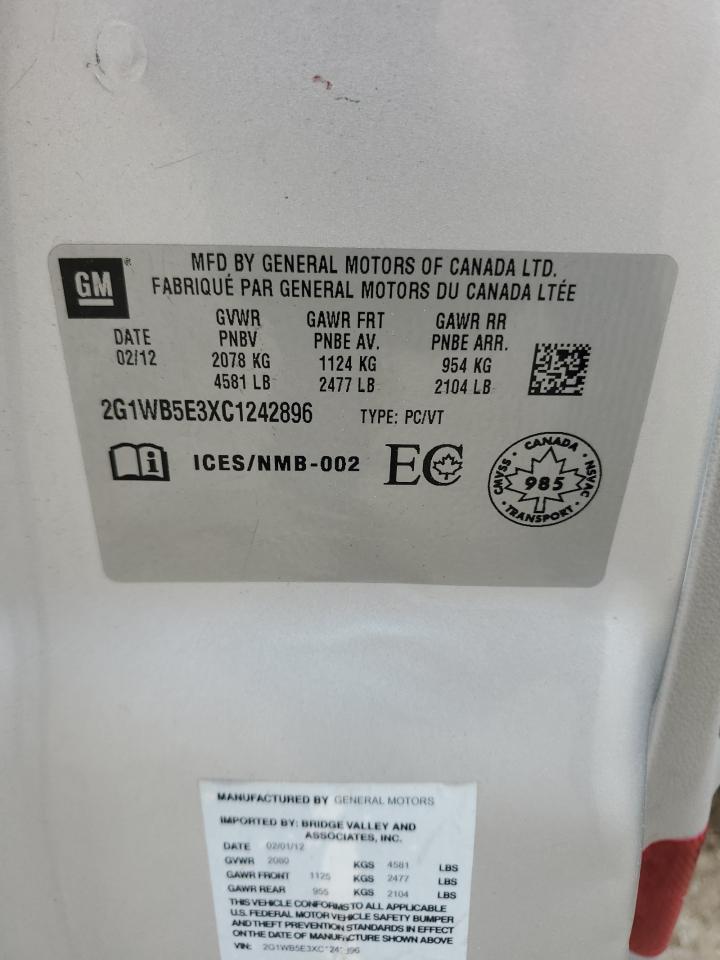 GM
MFD BY GENERAL MOTORS OF CANADA LTD.
FABRIQUÉ PAR GENERAL MOTORS DU CANADA LTÉE
DATE
02/12
GVWR
PNBV
2078 KG
4581 LB
GAWR FRT
PNBE AV.
1124 KG
2477 LB
GAWR RR
PNBE ARR.
954 KG
2104 LB
2G1WB5E3XC1242896 TYPE: PC/VT
i ICES/NMB-002 EC
CANADA
CMVSS 985 NSVAC
TRANSPORT
MANUFACTURED BY GENERAL MOTORS
IMPORTED BY: BRIDGE VALLEY AND
ASSOCIATES, INC.
DATE 02/01/12
GVWR 2080 KGS 4581 LBS
GAWR FRONT 1125 KGS 2477 LBS
GAWR REAR 955 KGS 2104 LBS
THIS VEHICLE CONFORMS TO ALL APPLICABLE
U.S. FEDERAL MOTOR VEHICLE SAFETY BUMPER
AND THEFT PREVENTION STANDARDS IN EFFECT
ON THE DATE OF MANUFACTURE SHOWN ABOVE
VIN: